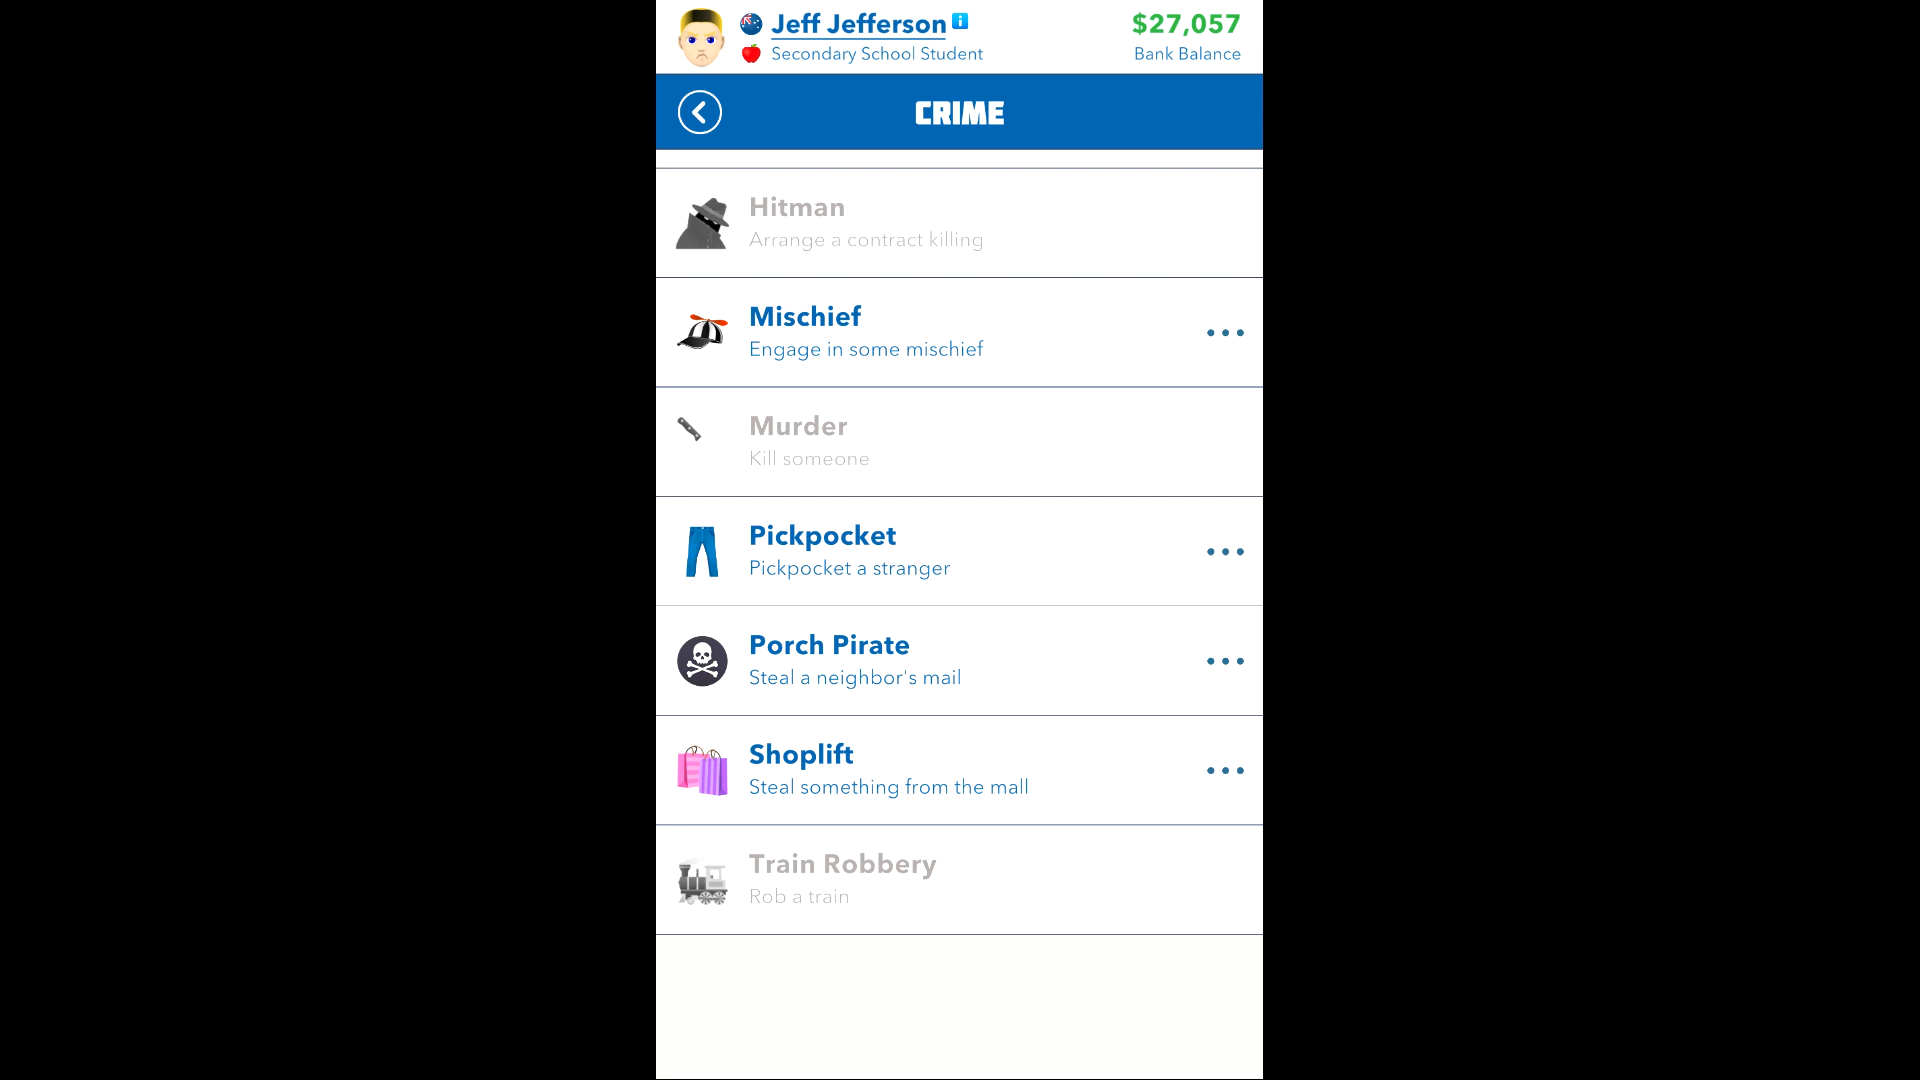 Jeff Jefferson
$27,057
Secondary School Student
Bank Balance
CRIME
Hitman
Arrange a contract killing
Mischief
Engage in some mischief
Murder
Kill someone
Pickpocket
Pickpocket a stranger
Porch Pirate
Steal a neighbor's mail
Shoplift
Steal something from the mall
Train Robbery
Rob a train